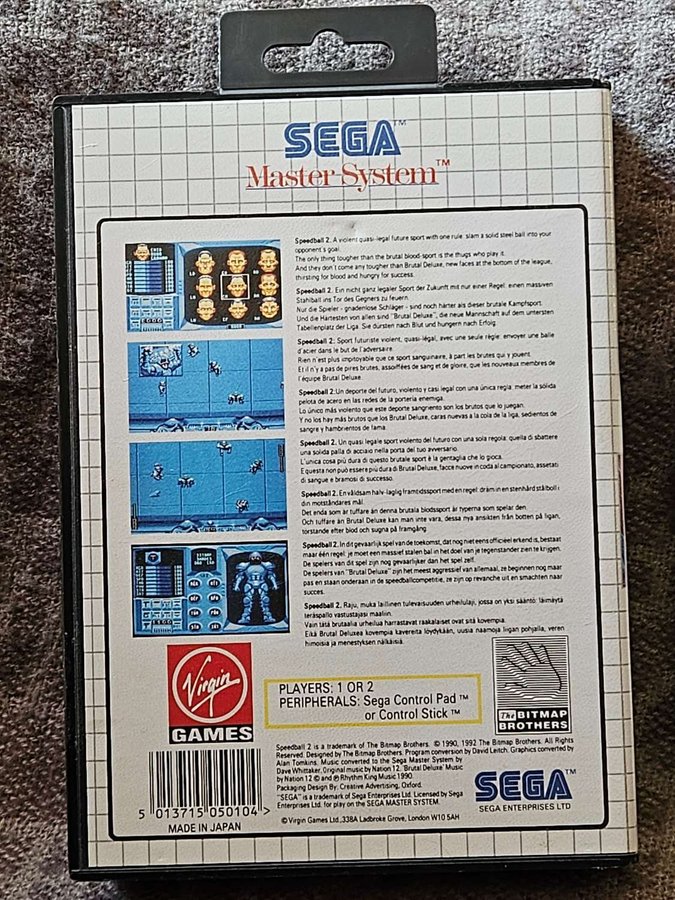 SEGA™
Master System™
Speedball 2. A violent quasi-legal future sport with one rule: slam a solid steel ball into your
opponent's goal.
The only thing tougher than the brutal blood-sport is the thugs who play it.
And they don't come any tougher than Brutal Deluxe, new faces at the bottom of the league,
thirsting for blood and hungry for success.
Speedball 2. Ein nicht ganz legaler Sport der Zukunft mit nur einer Regel: einen massiven
Stahlball ins Tor des Gegners zu feuern.
Nur die Spieler - gnadenlose Schläger - sind noch härter als dieser brutale Kampfsport.
Und die Härtesten von allen sind "Brutal Deluxe", die neue Mannschaft auf dem untersten
Tabellenplatz der Liga. Sie dürsten nach Blut und hungern nach Erfolg.
Speedball 2: Sport futuriste violent, quasi-légal, avec une seule règle: envoyer une balle
d'acier dans le but de l'adversaire.
Rien n'est plus impitoyable que ce sport sanguinaire, à part les brutes qui y jouent.
Et il n'y a pas de pires brutes, assoiffées de sang et de gloire, que les nouveaux membres de
l'équipe Brutal Deluxe.
Speedball 2. Un deporte del futuro, violento y casi legal con una única regla: meter la sólida
pelota de acero en las redes de la portería enemiga.
Lo único más violento que este deporte sangriento son los brutos que lo juegan.
Y no los hay más brutos que los Brutal Deluxe, caras nuevas a la cola de la liga, sedientos de
sangre y hambrientos de fama.
Speedball 2. Un quasi legale sport violento del futuro con una sola regola: quella di sbattere
una solida palla di acciaio nella porta del tuo avversario.
L'unica cosa più dura di questo brutale sport è la gentaglia che lo gioca.
E questa non può essere più dura di Brutal Deluxe, facce nuove in coda al campionato, assetati
di sangue e bramosi di successo.
Speedball 2. En våldsam halv-laglig framtidssport med en regel: dräm in en stenhård stålboll i
din motståndares mål.
Det enda som är tuffare än denna brutala blodsport är typerna som spelar den.
Och tuffare än Brutal Deluxe kan man inte vara, dessa nya ansikten från botten på ligan,
torstande efter blod och sugna på framgång.
Speedball 2. In dit gevaarlijk spel van de toekomst, dat nog niet eens officieel erkend is, bestaat
maar één regel: je moet een massief stalen bal in het doel van je tegenstander zien te krijgen.
De spelers van dit spel zijn nog gevaarlijker dan het spel zelf.
De spelers van "Brutal Deluxe" zijn het meest aggressief van allemaal, ze beginnen nog maar
pas en staan onderaan in de speedballcompetitie, ze zijn op revanche uit en smachten naar
succes.
Speedball 2. Raju, muka laillinen tulevaisuuden urheilulaji, jossa on yksi sääntö: läimäytä
teräspallo vastustajasi maaliin.
Vain tätä brutaalia urheilua harrastavat raakalaiset ovat sitä kovempia.
Eikä Brutal Deluxea kovempia kavereita löydykään, uusia naamoja liigan pohjalla, veren
himoisia ja menestyksen nälkäisiä.
Virgin
GAMES
PLAYERS: 1 OR 2
PERIPHERALS: Sega Control Pad ™
or Control Stick ™
The BITMAP
BROTHERS
Speedball 2 is a trademark of The Bitmap Brothers. © 1990, 1992 The Bitmap Brothers. All Rights
Reserved. Designed by The Bitmap Brothers. Program conversion by David Leitch. Graphics converted by
Alan Tomkins. Music converted to the Sega Master System by
Dave Whittaker. Original music by Nation 12. 'Brutal Deluxe' Music
by Nation 12 © and ℗ Rhythm King Music 1990.
Packaging Design By: Creative Advertising, Oxford.
"SEGA" is a trademark of Sega Enterprises Ltd. Licensed by Sega
Enterprises Ltd. for play on the SEGA MASTER SYSTEM.
SEGA™
SEGA ENTERPRISES LTD
5 013715 050104 >
MADE IN JAPAN
© Virgin Games Ltd., 338A Ladbroke Grove, London W10 5AH